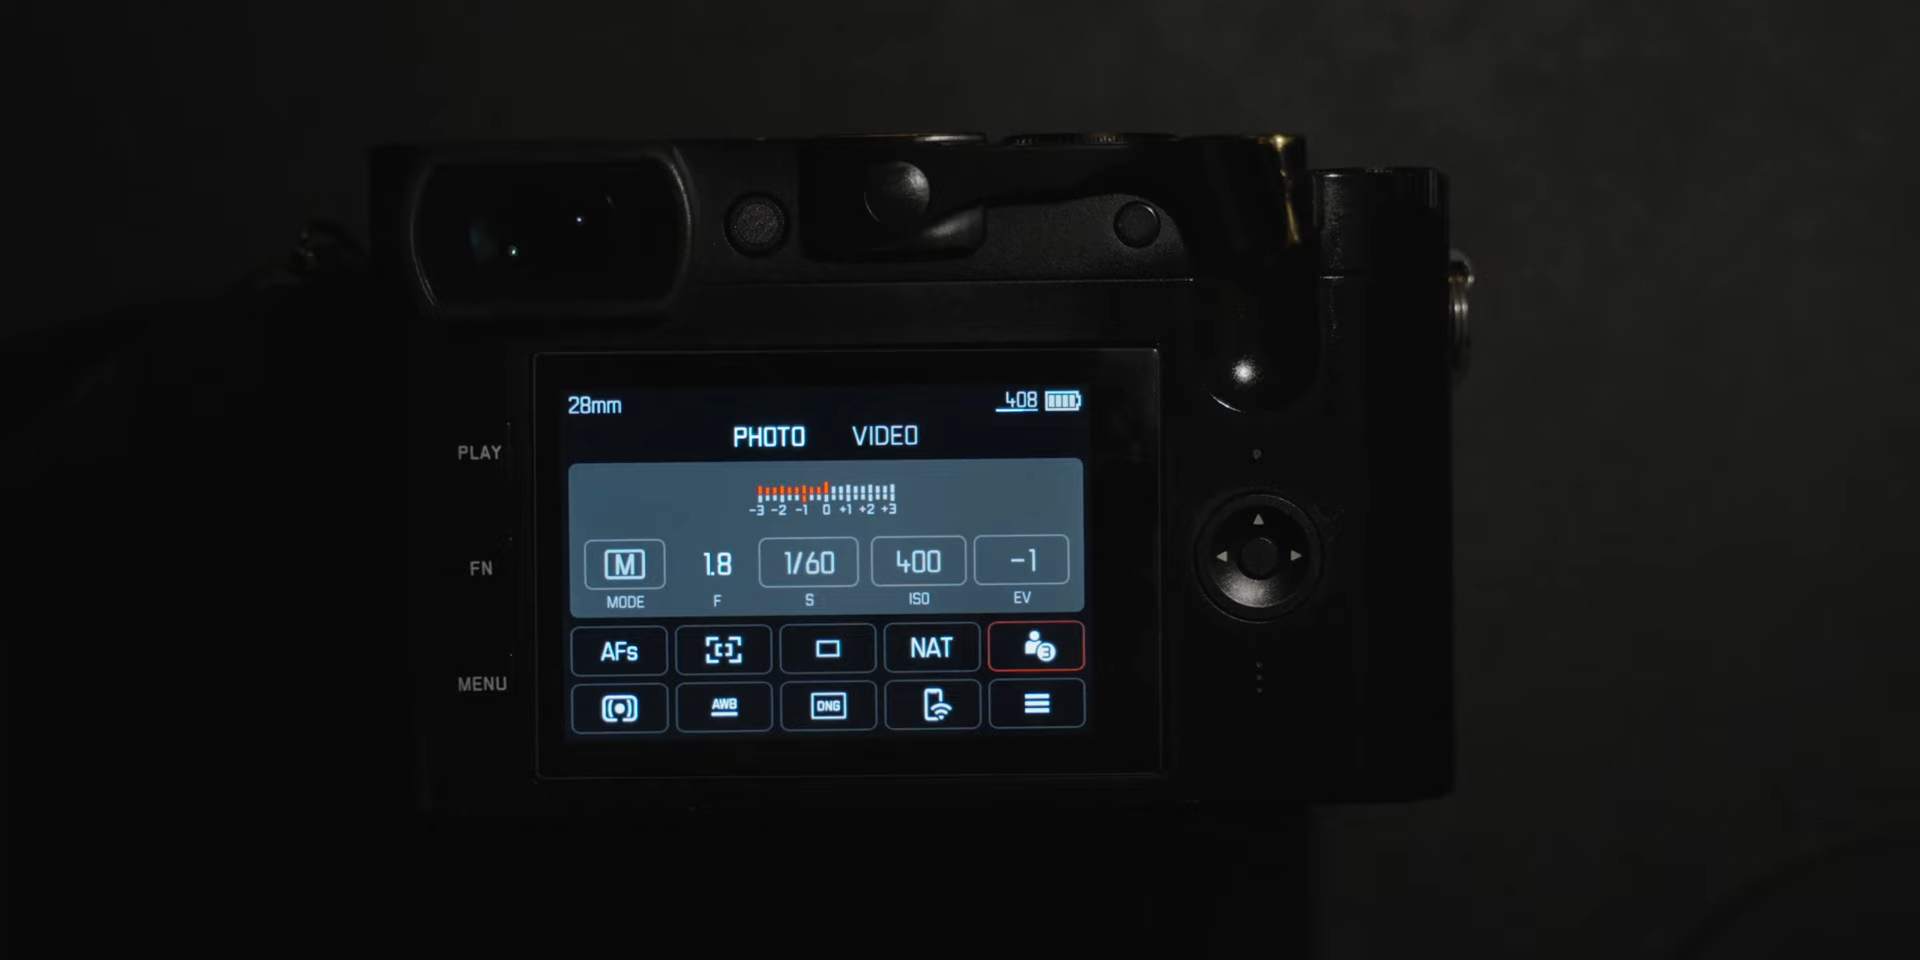 28mm 408
PHOTO VIDEO
-3 -2 -1 0 +1 +2 +3
M 1.8 1/60 400 -1
MODE F S ISO EV
AFs NAT 3
AWB DNG
PLAY
FN
MENU